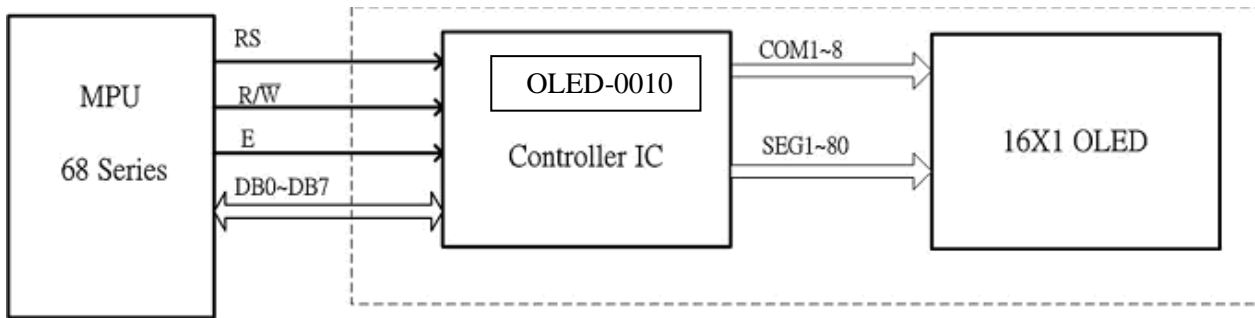 MPU
68 Series
RS
R/W̅
E
DB0~DB7
OLED-0010
Controller IC
COM1~8
SEG1~80
16X1 OLED